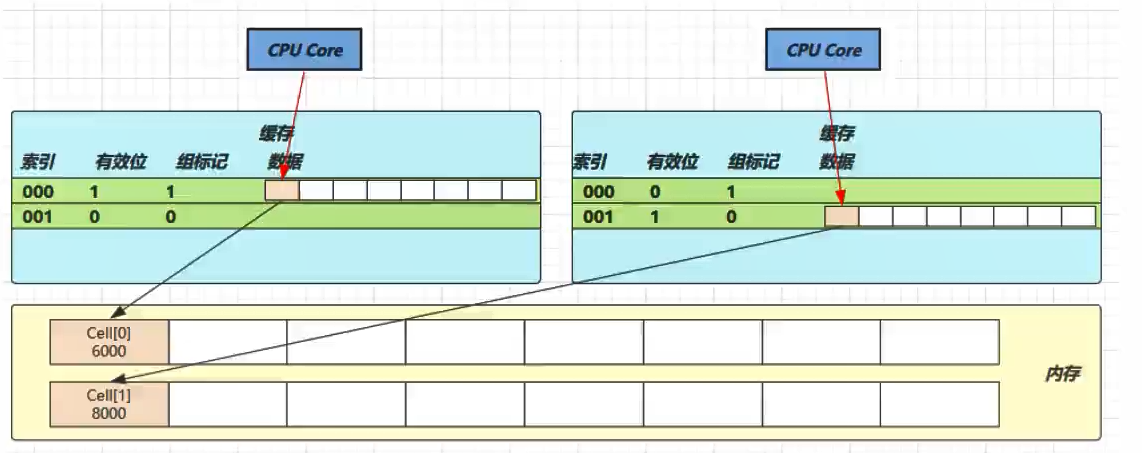 CPU Core
CPU Core
缓存
索引 有效位 组标记 数据
000 1 1
001 0 0
缓存
索引 有效位 组标记 数据
000 0 1
001 1 0
Cell[0]
6000
Cell[1]
8000
内存